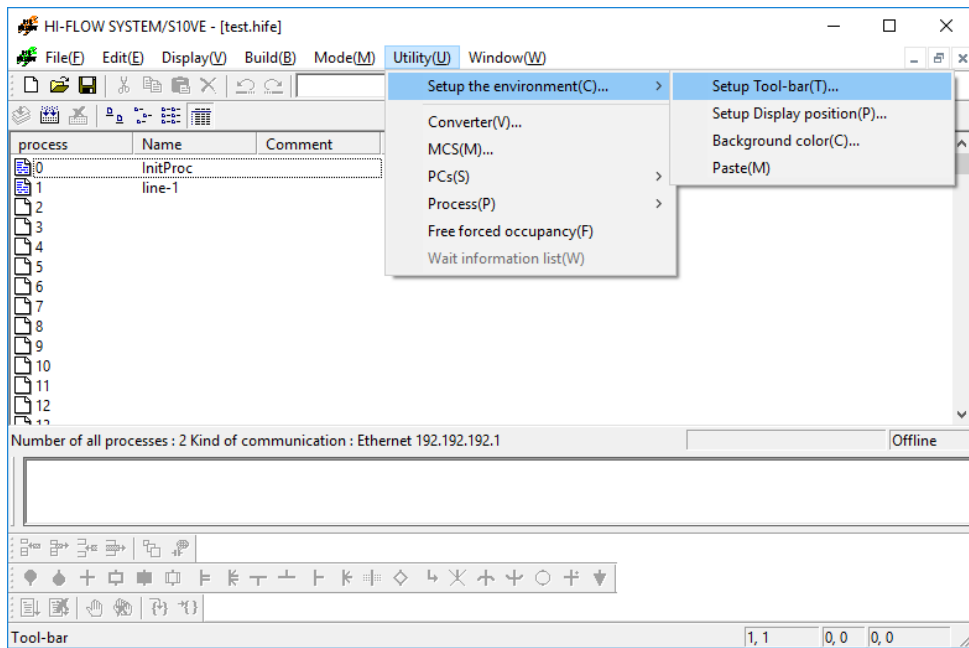 HI-FLOW SYSTEM/S10VE - [test.hife]
File(F) Edit(E) Display(V) Build(B) Mode(M) Utility(U) Window(W)
Setup the environment(C)...
Converter(V)...
MCS(M)...
PCs(S)
Process(P)
Free forced occupancy(F)
Wait information list(W)
Setup Tool-bar(T)...
Setup Display position(P)...
Background color(C)...
Paste(M)
process Name Comment
0 InitProc
1 line-1
2
3
4
5
6
7
8
9
10
11
12
Number of all processes : 2 Kind of communication : Ethernet 192.192.192.1 Offline
Tool-bar 1, 1 0, 0 0, 0